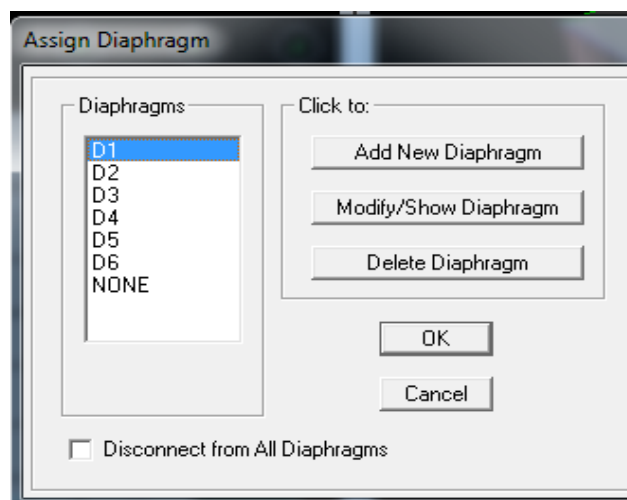 Assign Diaphragm
Diaphragms
D1
D2
D3
D4
D5
D6
NONE
Click to:
Add New Diaphragm
Modify/Show Diaphragm
Delete Diaphragm
OK
Cancel
Disconnect from All Diaphragms